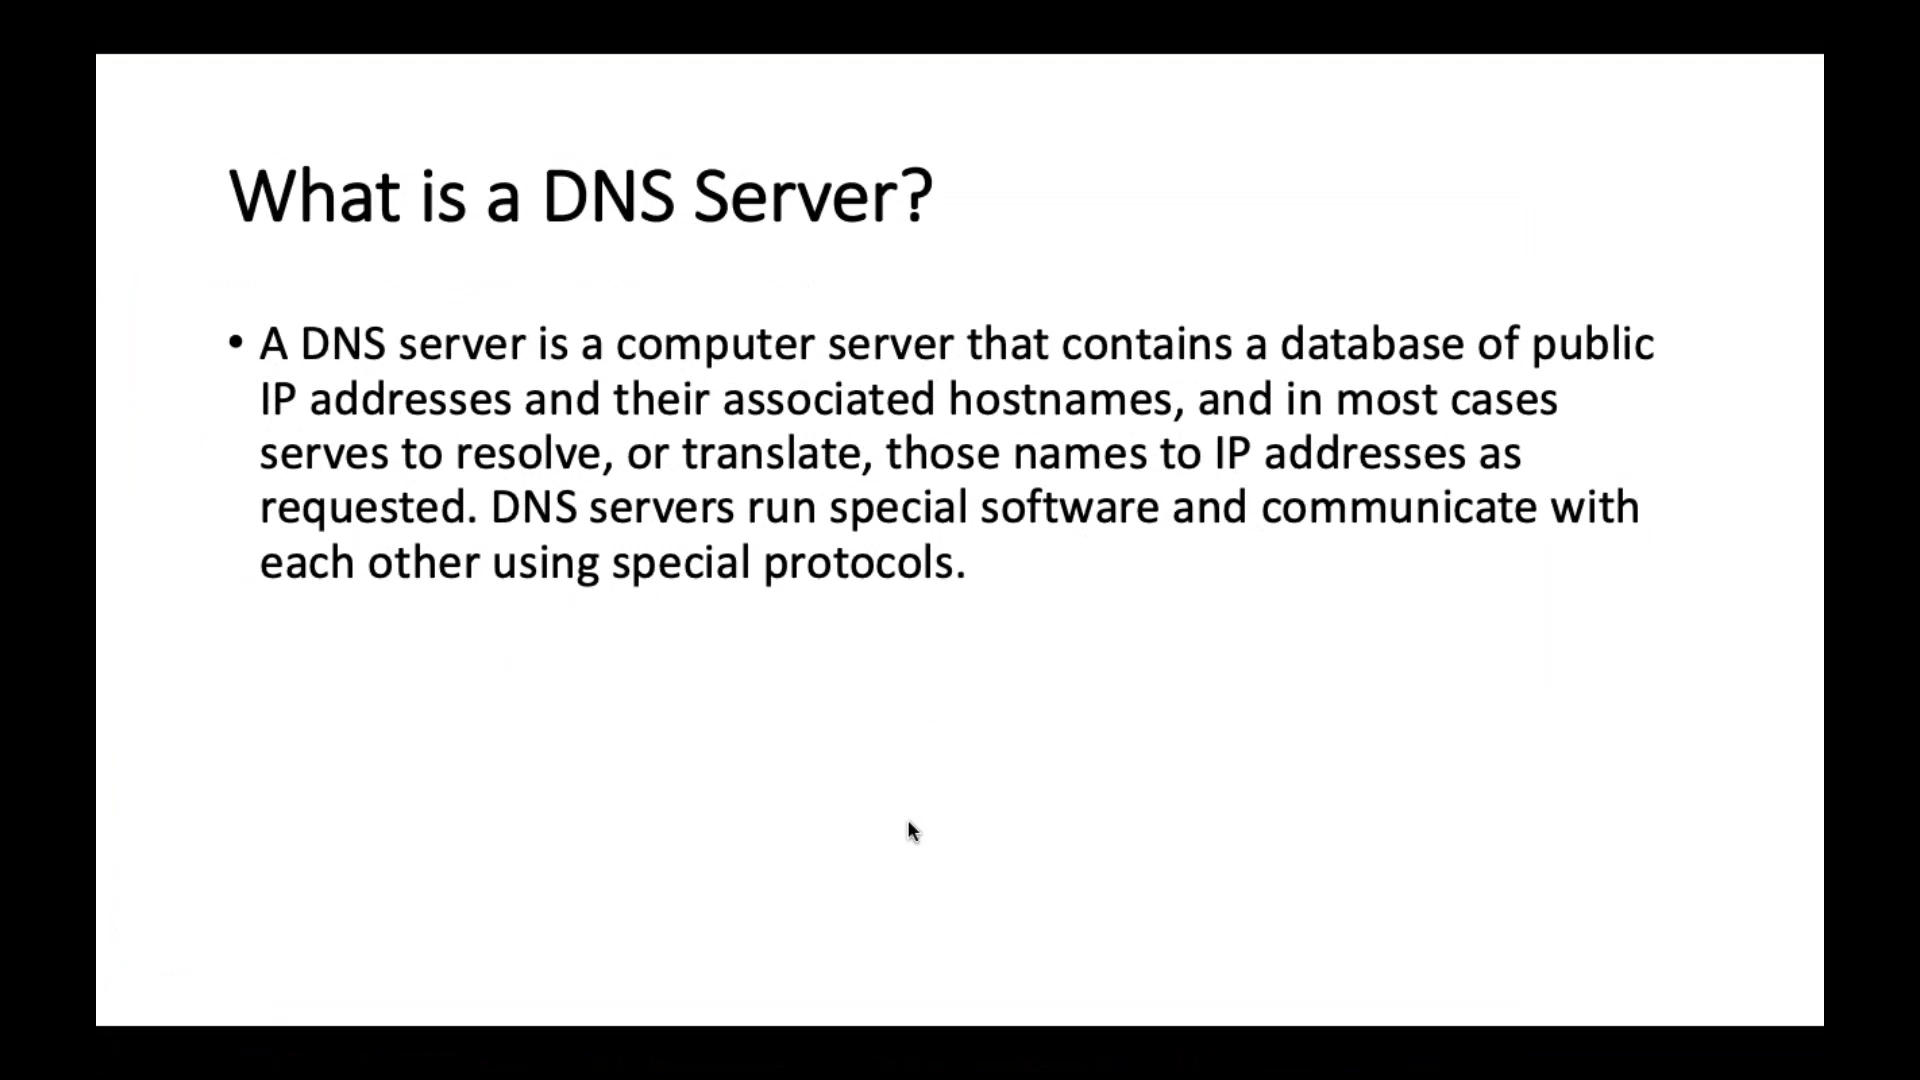 What is a DNS Server?
• A DNS server is a computer server that contains a database of public
IP addresses and their associated hostnames, and in most cases
serves to resolve, or translate, those names to IP addresses as
requested. DNS servers run special software and communicate with
each other using special protocols.